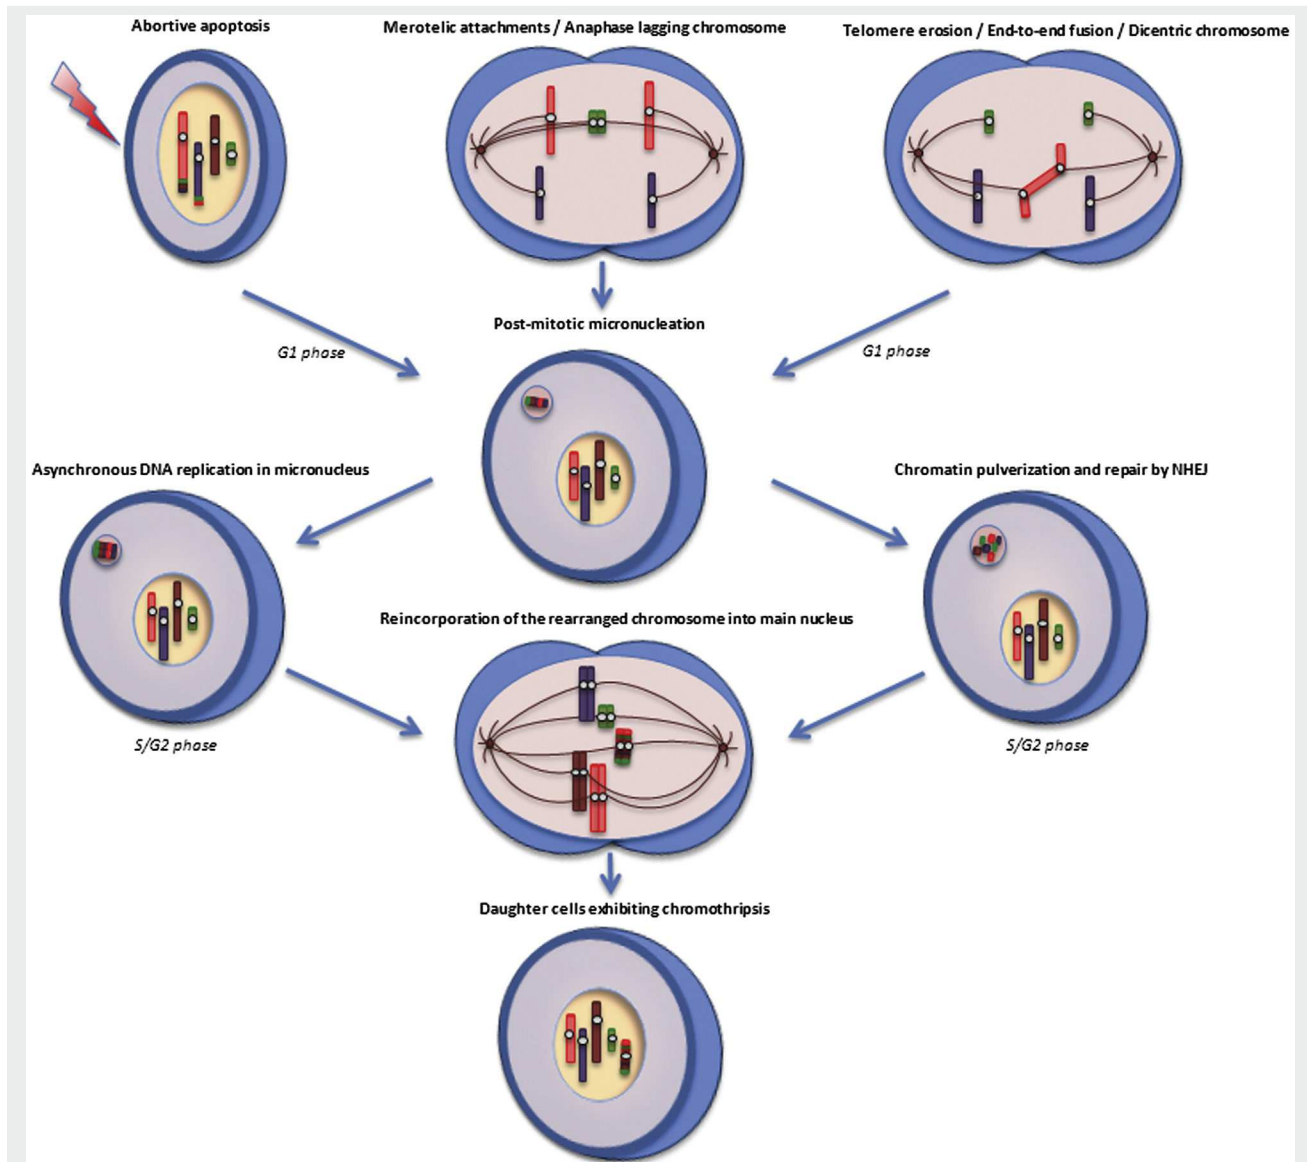 Abortive apoptosis
Merotelic attachments / Anaphase lagging chromosome
Telomere erosion / End-to-end fusion / Dicentric chromosome
G1 phase
G1 phase
Post-mitotic micronucleation
Asynchronous DNA replication in micronucleus
Chromatin pulverization and repair by NHEJ
S/G2 phase
S/G2 phase
Reincorporation of the rearranged chromosome into main nucleus
Daughter cells exhibiting chromothripsis